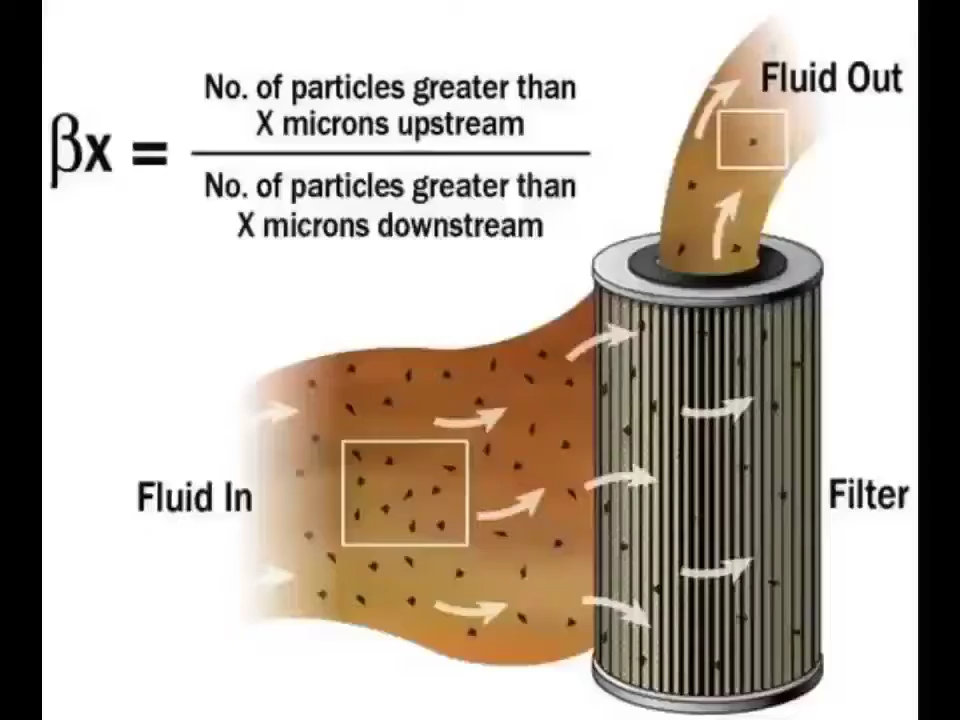 βx =
No. of particles greater than
X microns upstream
No. of particles greater than
X microns downstream
Fluid Out
Fluid In
Filter